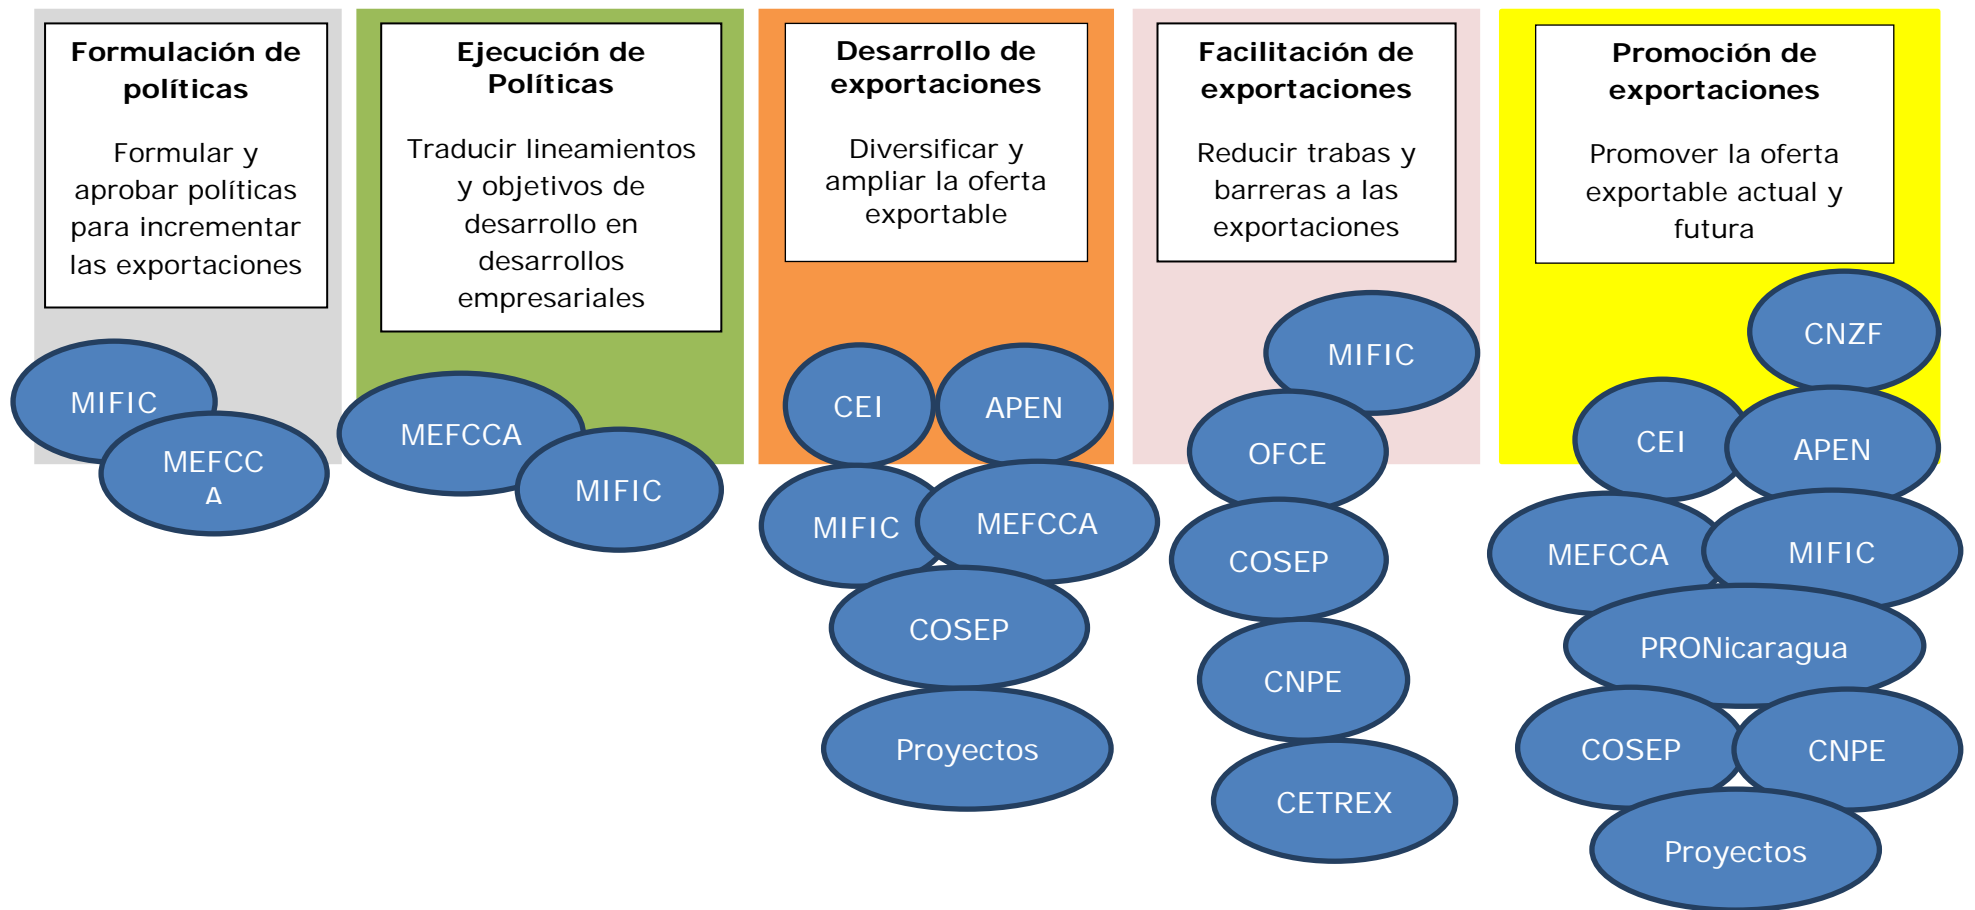 Formulación de
políticas
Formular y
aprobar políticas
para incrementar
las exportaciones
MIFIC
MEFCC
A
Ejecución de
Políticas
Traducir lineamientos
y objetivos de
desarrollo en
desarrollos
empresariales
MEFCCA
MIFIC
Desarrollo de
exportaciones
Diversificar y
ampliar la oferta
exportable
CEI
APEN
MIFIC
MEFCCA
COSEP
Proyectos
Facilitación de
exportaciones
Reducir trabas y
barreras a las
exportaciones
MIFIC
OFCE
COSEP
CNPE
CETREX
Promoción de
exportaciones
Promover la oferta
exportable actual y
futura
CNZF
CEI
APEN
MEFCCA
MIFIC
PRONicaragua
COSEP
CNPE
Proyectos